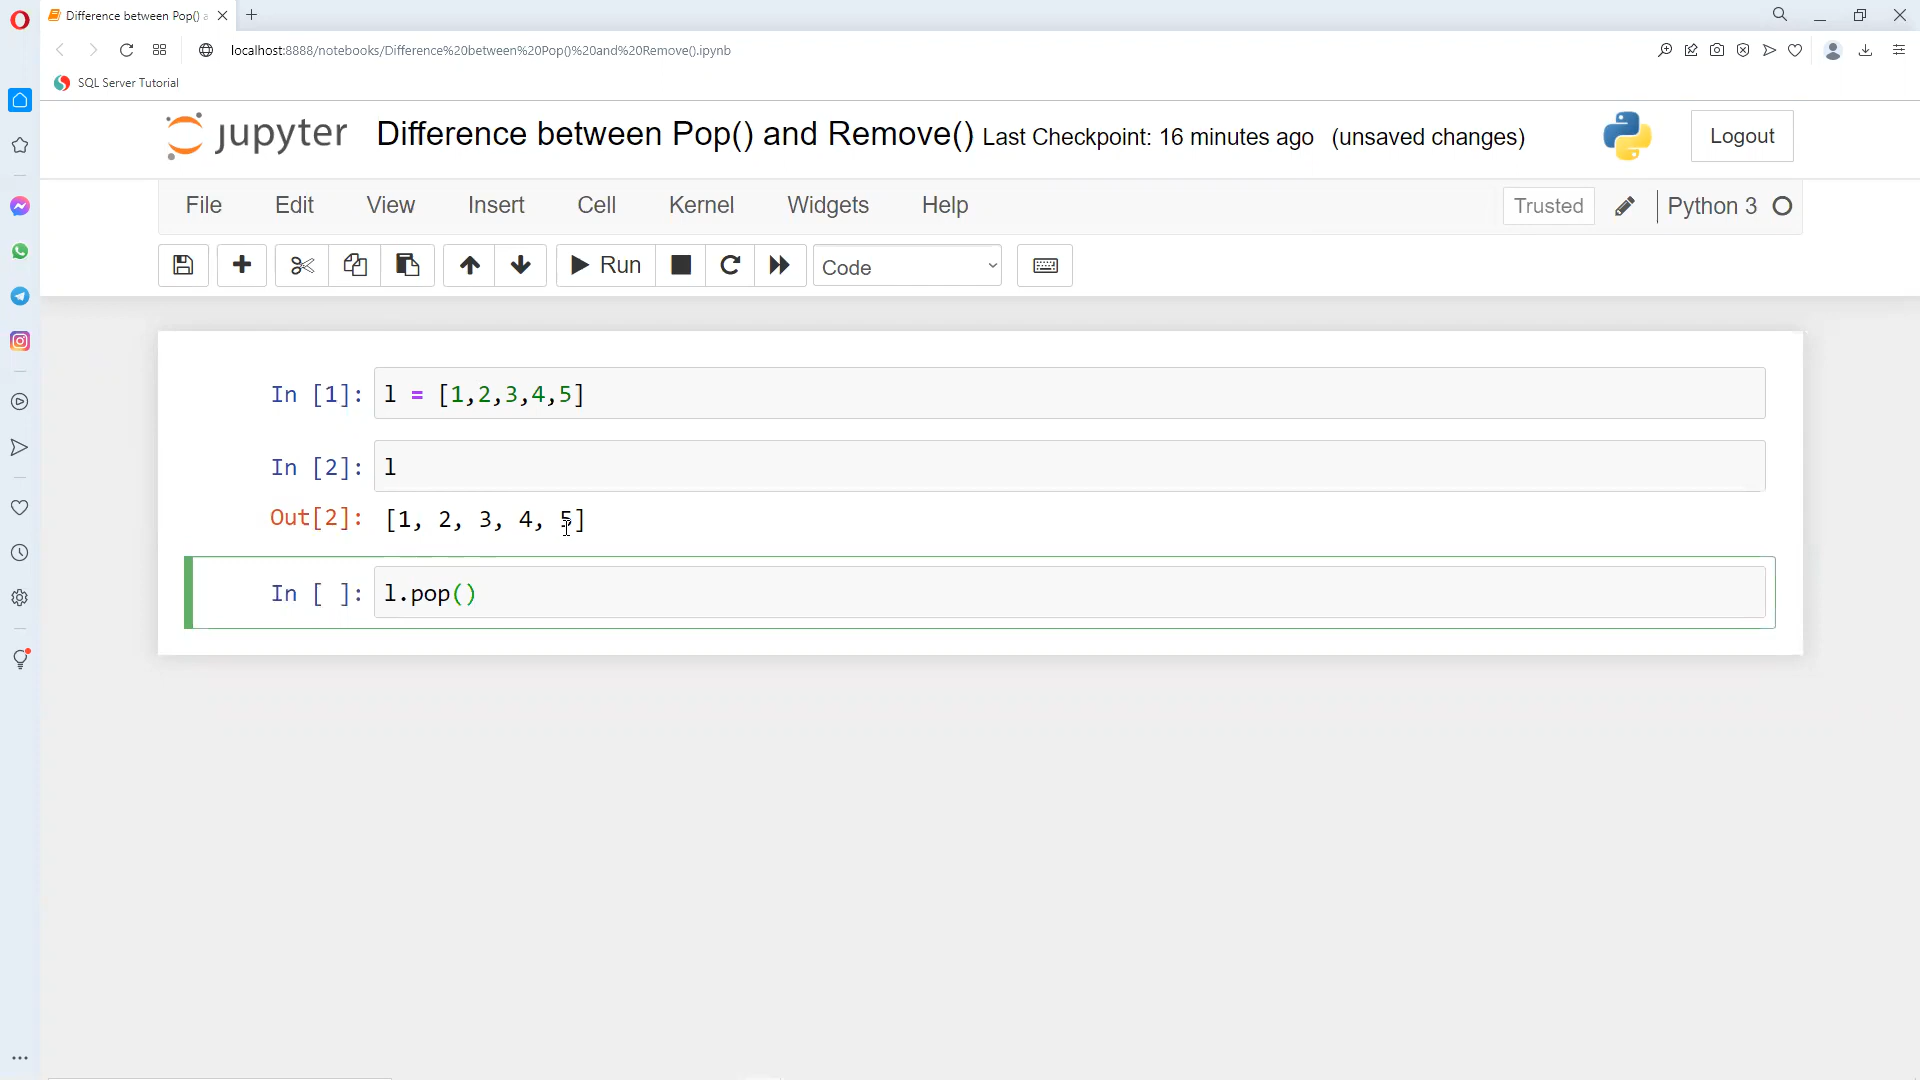 Difference between Pop() a
localhost:8888/notebooks/Difference%20between%20Pop()%20and%20Remove().ipynb
SQL Server Tutorial
jupyter Difference between Pop() and Remove() Last Checkpoint: 16 minutes ago (unsaved changes) Logout
File Edit View Insert Cell Kernel Widgets Help Trusted Python 3
Run Code
In [1]: l = [1,2,3,4,5]
In [2]: l
Out[2]: [1, 2, 3, 4, 5]
In [ ]: l.pop()